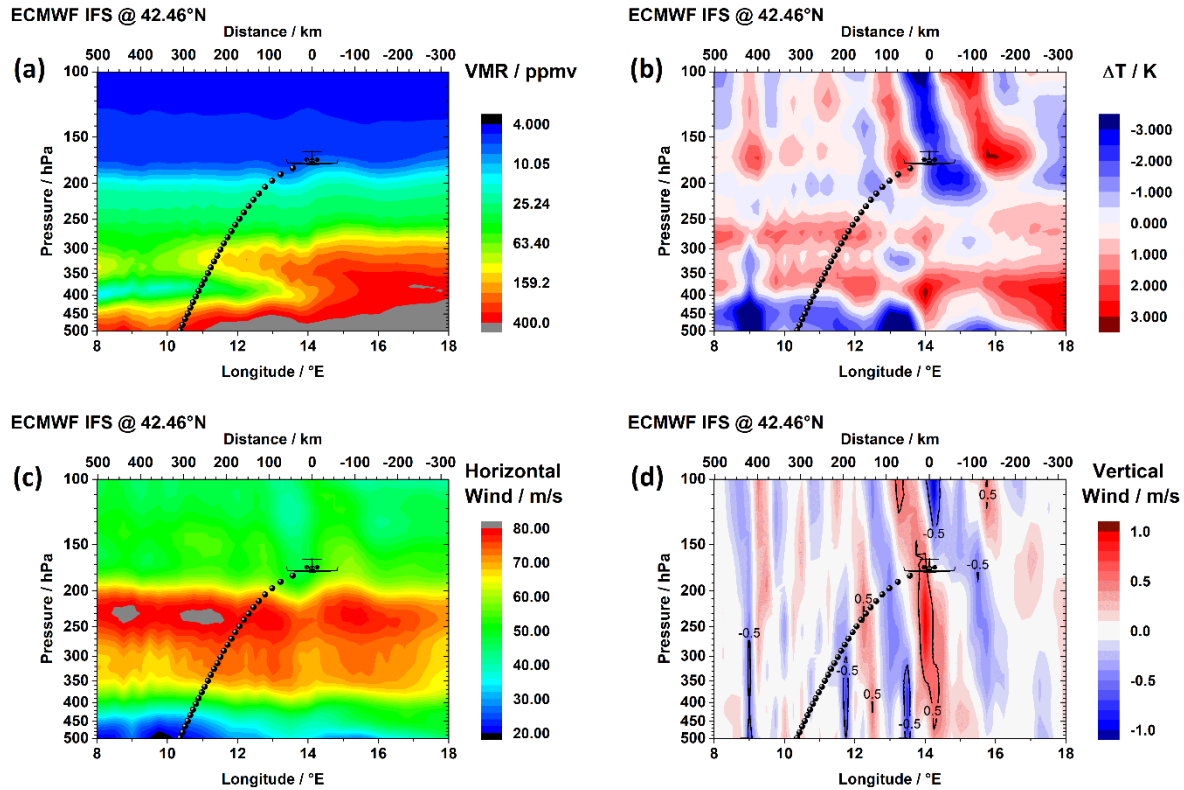 ECMWF IFS @ 42.46°N
Distance / km
500 400 300 200 100 0 -100 -200 -300
(a)
VMR / ppmv
100
150
200
250
300
350
400
450
500
Pressure / hPa
8 10 12 14 16 18
Longitude / °E
4.000
10.05
25.24
63.40
159.2
400.0
ECMWF IFS @ 42.46°N
Distance / km
500 400 300 200 100 0 -100 -200 -300
(b)
ΔT / K
100
150
200
250
300
350
400
450
500
Pressure / hPa
8 10 12 14 16 18
Longitude / °E
-3.000
-2.000
-1.000
0.000
1.000
2.000
3.000
ECMWF IFS @ 42.46°N
Distance / km
500 400 300 200 100 0 -100 -200 -300
(c)
Horizontal
Wind / m/s
100
150
200
250
300
350
400
450
500
Pressure / hPa
8 10 12 14 16 18
Longitude / °E
80.00
70.00
60.00
50.00
40.00
30.00
20.00
ECMWF IFS @ 42.46°N
Distance / km
500 400 300 200 100 0 -100 -200 -300
(d)
Vertical
Wind / m/s
100
150
200
250
300
350
400
450
500
Pressure / hPa
0.5
-0.5
-0.5
0.5
-0.5
-0.5
0.5
-0.5
0.5
8 10 12 14 16 18
Longitude / °E
1.0
0.5
0.0
-0.5
-1.0